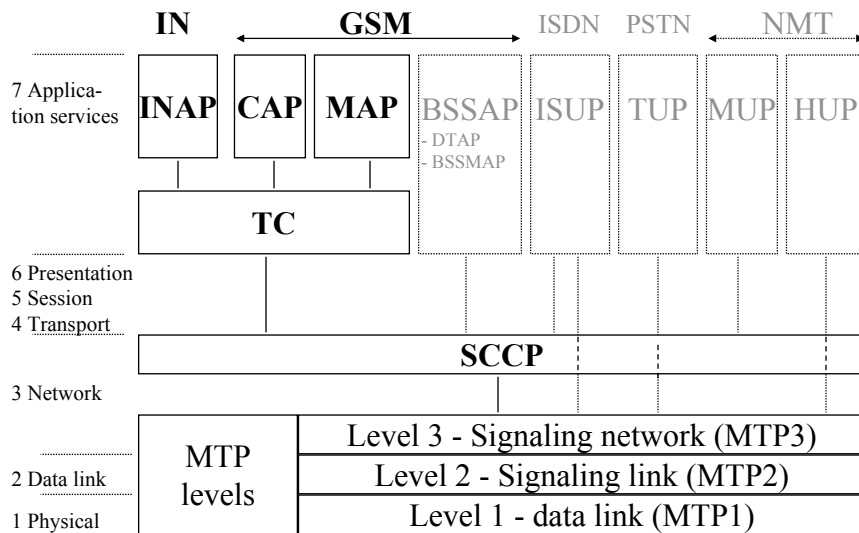 IN GSM ISDN PSTN NMT
7 Applica-
tion services
INAP CAP MAP BSSAP ISUP TUP MUP HUP
- DTAP
- BSSMAP
TC
6 Presentation
5 Session
4 Transport
SCCP
3 Network
MTP
levels
Level 3 - Signaling network (MTP3)
2 Data link
Level 2 - Signaling link (MTP2)
1 Physical
Level 1 - data link (MTP1)